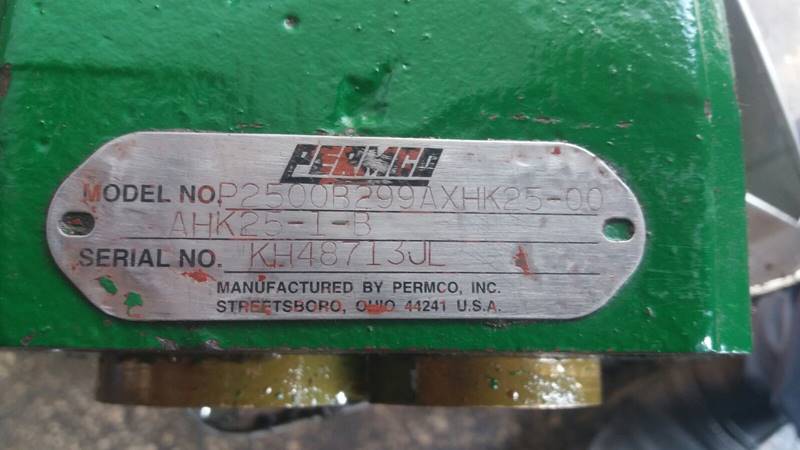 PERMCO
MODEL NO. P2500B299AXHK25-00
AHK25-1-B
SERIAL NO. KH48713JL
MANUFACTURED BY PERMCO, INC.
STREETSBORO, OHIO 44241 U.S.A.